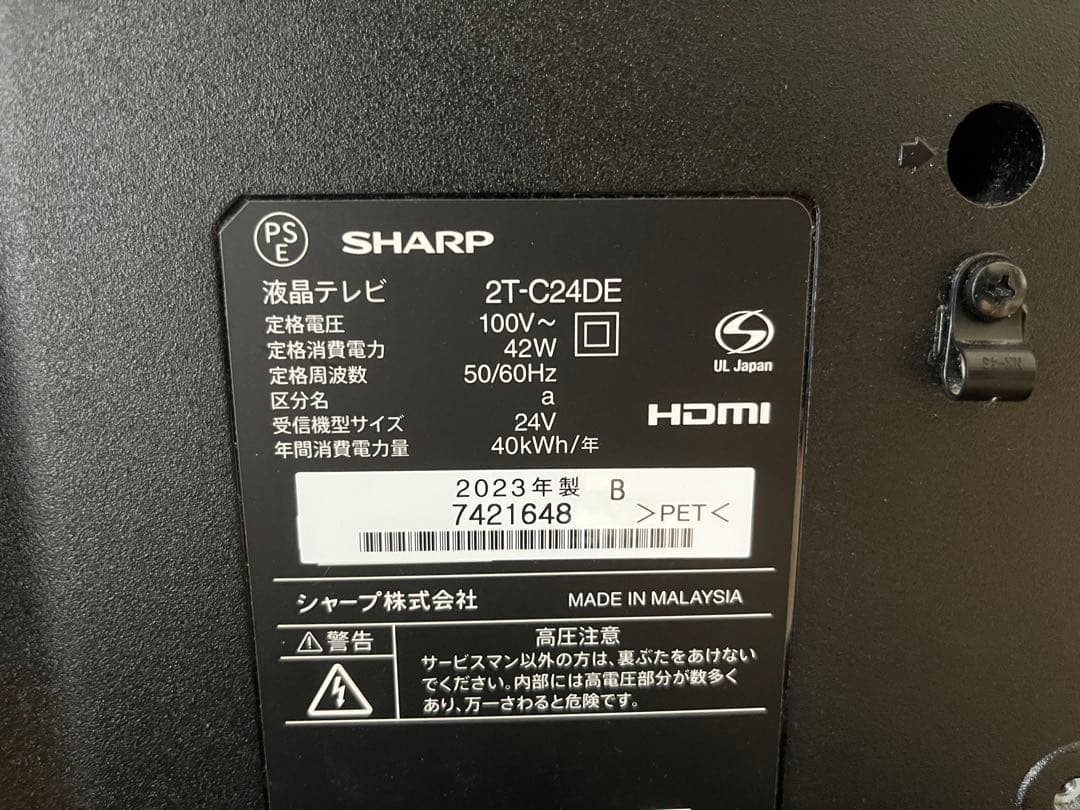 PSE SHARP
液晶テレビ 2T-C24DE
定格電圧 100V～
定格消費電力 42W
定格周波数 50/60Hz
区分名 a
受信機型サイズ 24V
年間消費電力量 40kWh/年
UL Japan
HDMI
2023年製 B
7421648 >PET<
シャープ株式会社 MADE IN MALAYSIA
警告
高圧注意
サービスマン以外の方は、裏ぶたをあけない
でください。内部には高電圧部分が数多く
あり、万一さわると危険です。